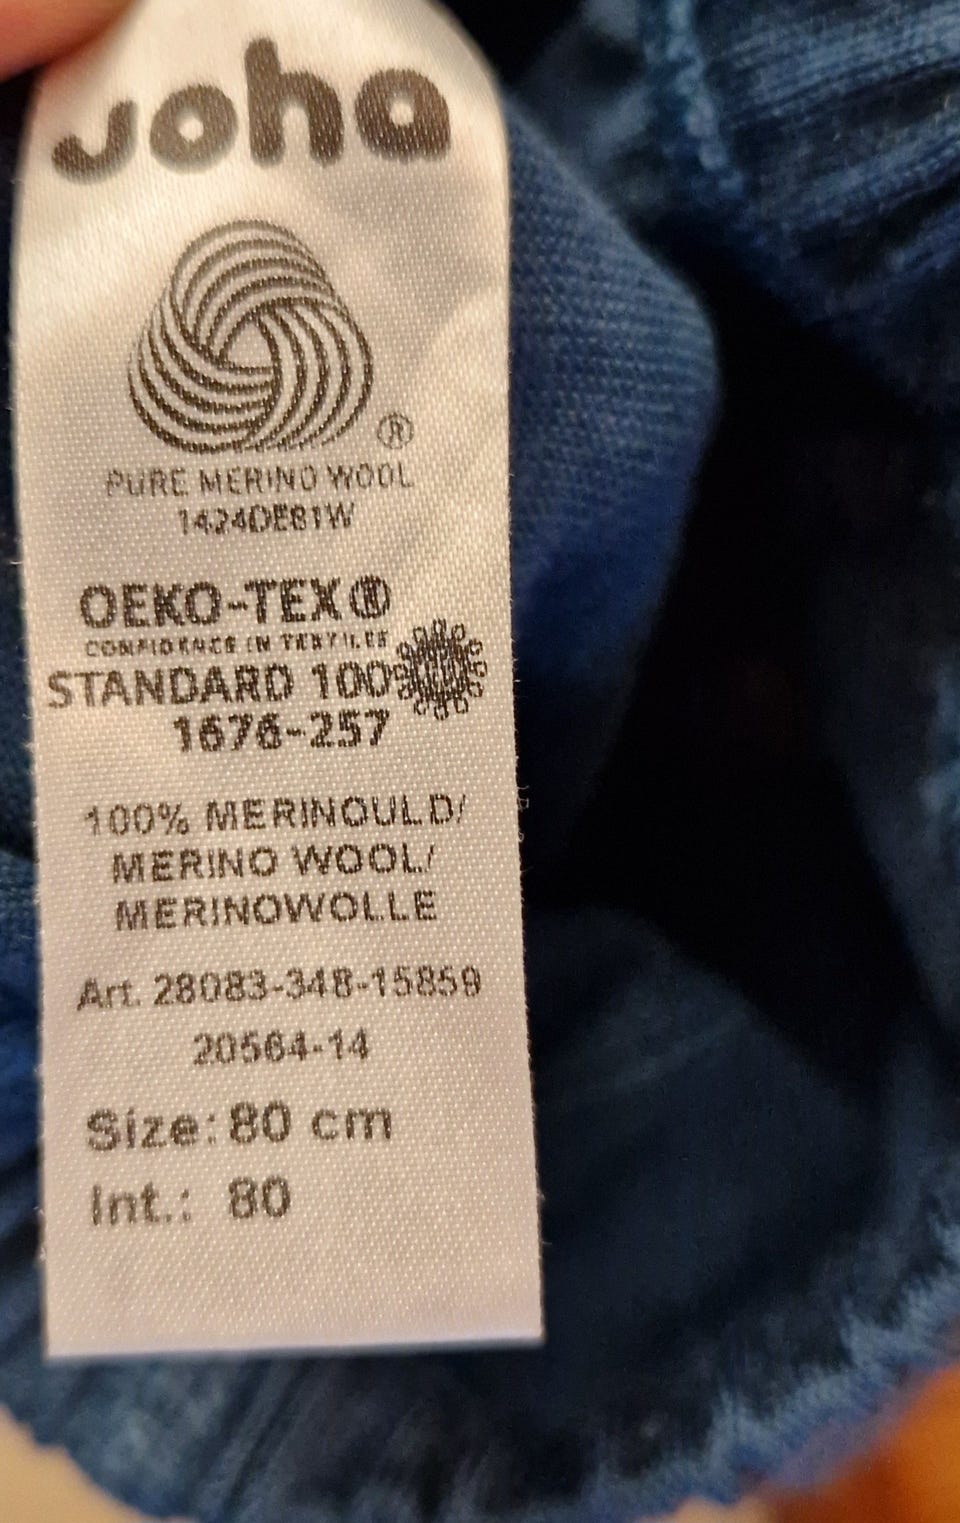 Joha
®
PURE MERINO WOOL
1424DE81W
OEKO-TEX®
CONFIDENCE IN TEXTILES
STANDARD 100
1676-257
100% MERINOULD/
MERINO WOOL/
MERINOWOLLE
Art. 28083-348-15859
20564-14
Size: 80 cm
Int.: 80